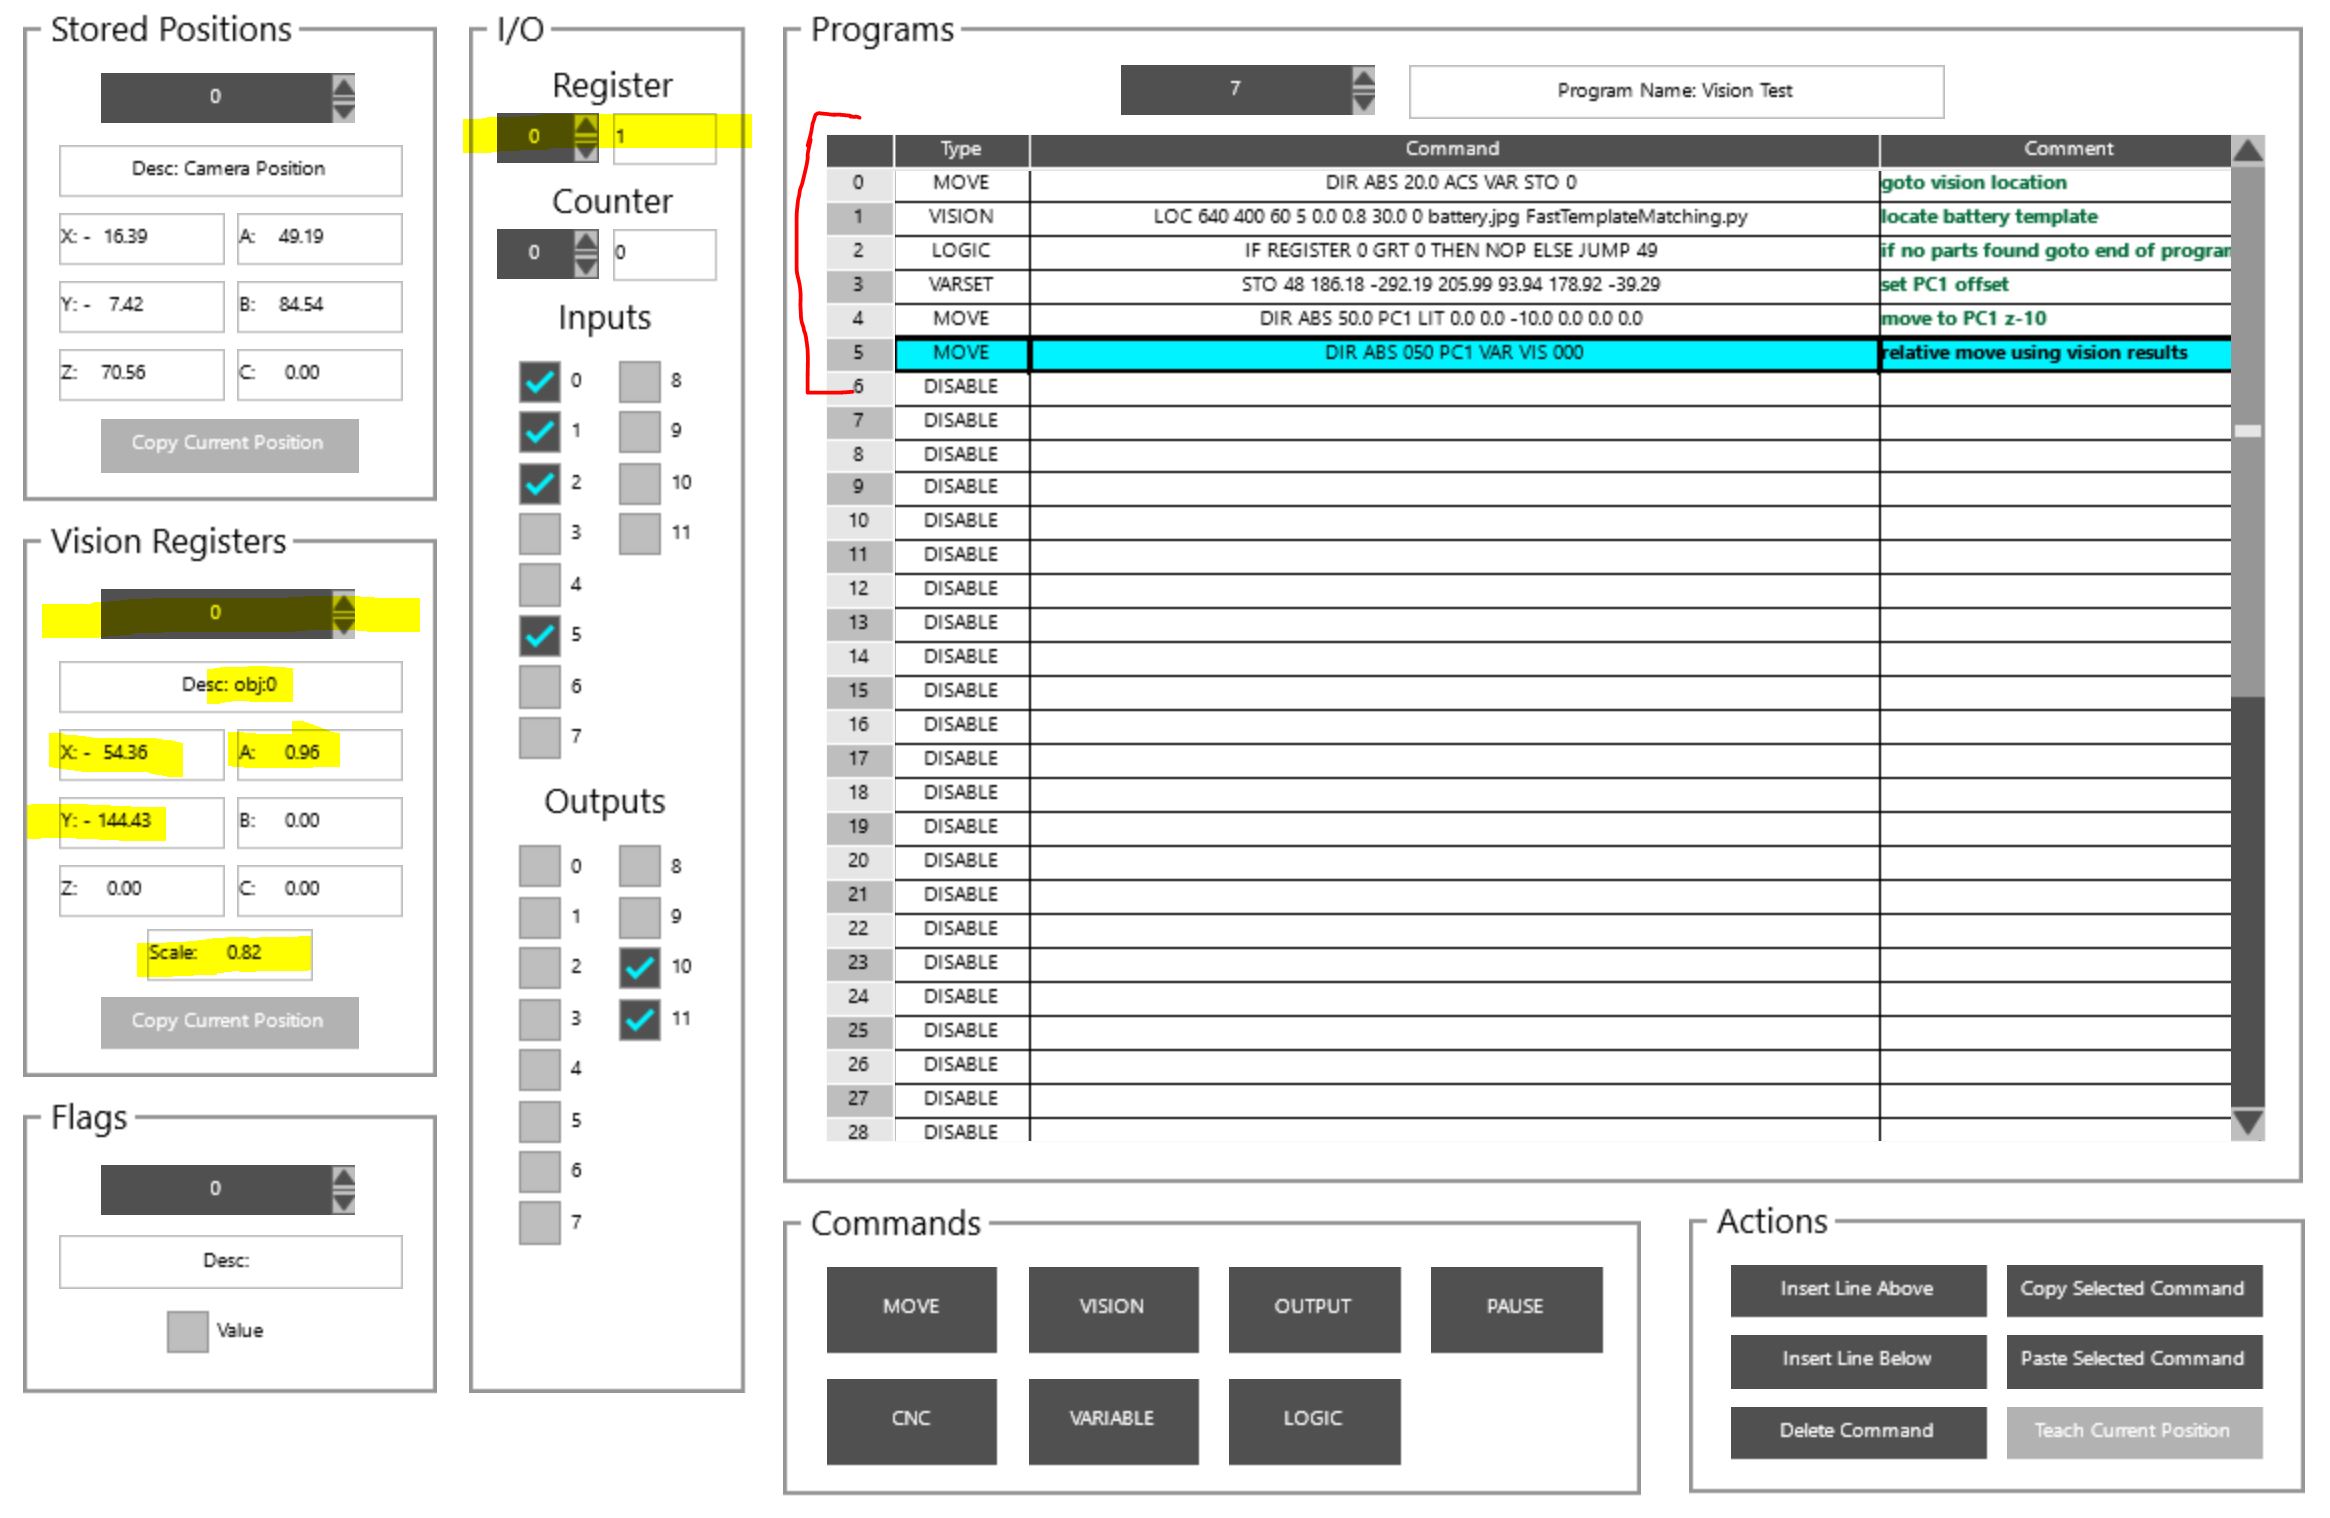 Stored Positions
0
Desc: Camera Position
X: - 16.39 A: 49.19
Y: - 7.42 B: 84.54
Z: 70.56 C: 0.00
Copy Current Position
Vision Registers
0
Desc: obj:0
X: - 54.36 A: 0.96
Y: - 144.43 B: 0.00
Z: 0.00 C: 0.00
Scale: 0.82
Copy Current Position
Flags
0
Desc:
Value
I/O
Register
0 1
Counter
0 0
Inputs
0 8
1 9
2 10
3 11
4
5
6
7
Outputs
0 8
1 9
2 10
3 11
4
5
6
7
Programs
7 Program Name: Vision Test
Type Command Comment
0 MOVE DIR ABS 20.0 ACS VAR STO 0 goto vision location
1 VISION LOC 640 400 60 5 0.0 0.8 30.0 0 battery.jpg FastTemplateMatching.py locate battery template
2 LOGIC IF REGISTER 0 GRT 0 THEN NOP ELSE JUMP 49 if no parts found goto end of program
3 VARSET STO 48 186.18 -292.19 205.99 93.94 178.92 -39.29 set PC1 offset
4 MOVE DIR ABS 50.0 PC1 LIT 0.0 0.0 -10.0 0.0 0.0 0.0 move to PC1 z-10
5 MOVE DIR ABS 050 PC1 VAR VIS 000 relative move using vision results
6 DISABLE
7 DISABLE
8 DISABLE
9 DISABLE
10 DISABLE
11 DISABLE
12 DISABLE
13 DISABLE
14 DISABLE
15 DISABLE
16 DISABLE
17 DISABLE
18 DISABLE
19 DISABLE
20 DISABLE
21 DISABLE
22 DISABLE
23 DISABLE
24 DISABLE
25 DISABLE
26 DISABLE
27 DISABLE
28 DISABLE
Commands
MOVE VISION OUTPUT PAUSE
CNC VARIABLE LOGIC
Actions
Insert Line Above Copy Selected Command
Insert Line Below Paste Selected Command
Delete Command Teach Current Position